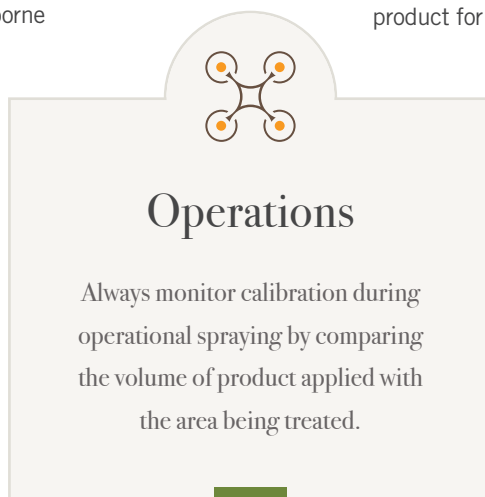 product for
Operations
Always monitor calibration during
operational spraying by comparing
the volume of product applied with
the area being treated.